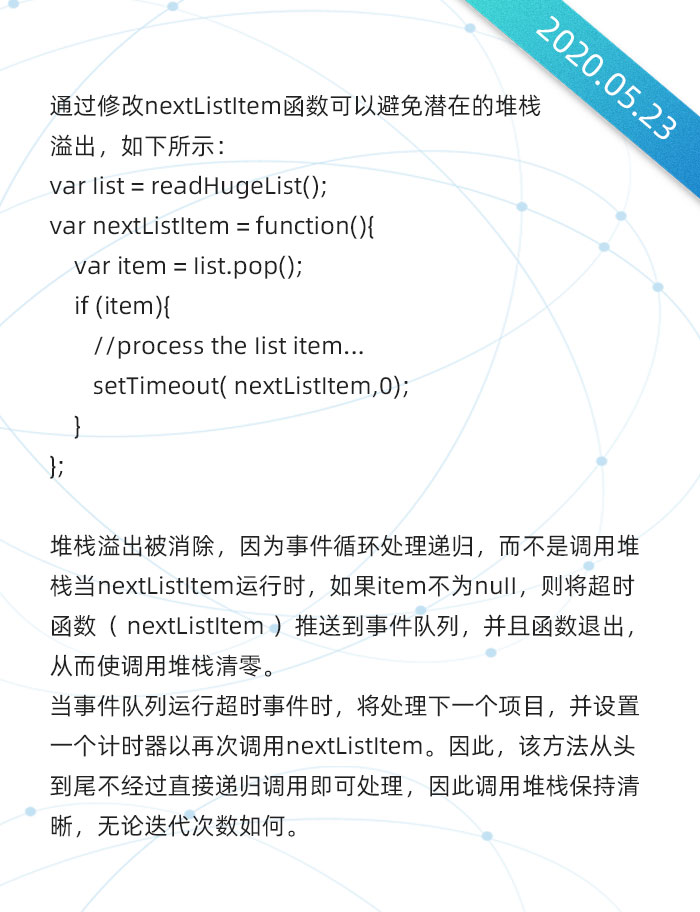 2020.05.23
通过修改nextListItem函数可以避免潜在的堆栈
溢出，如下所示：
var list = readHugeList();
var nextListItem = function(){
var item = list.pop();
if (item){
//process the list item...
setTimeout( nextListItem,0);
}
};
堆栈溢出被消除，因为事件循环处理递归，而不是调用堆
栈当nextListItem运行时，如果item不为null，则将超时
函数（ nextListItem ）推送到事件队列，并且函数退出，
从而使调用堆栈清零。
当事件队列运行超时事件时，将处理下一个项目，并设置
一个计时器以再次调用nextListItem。因此，该方法从头
到尾不经过直接递归调用即可处理，因此调用堆栈保持清
晰，无论迭代次数如何。